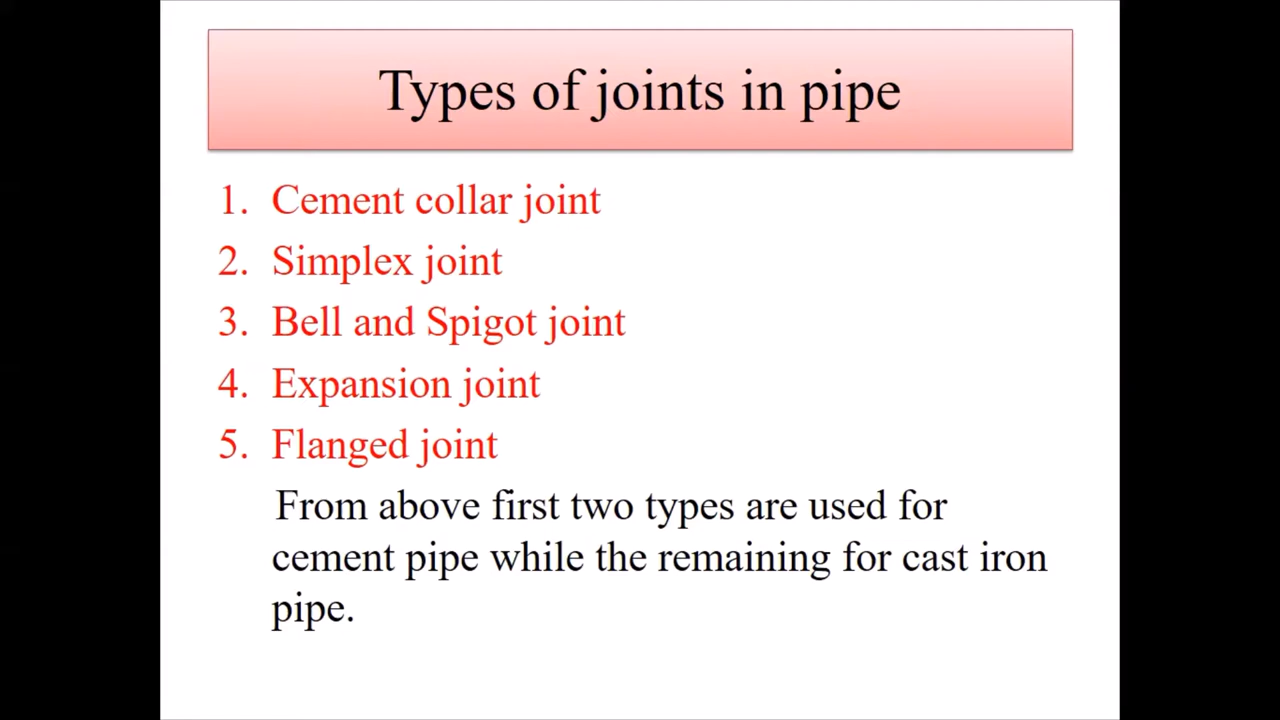 Types of joints in pipe
1. Cement collar joint
2. Simplex joint
3. Bell and Spigot joint
4. Expansion joint
5. Flanged joint
From above first two types are used for
cement pipe while the remaining for cast iron
pipe.